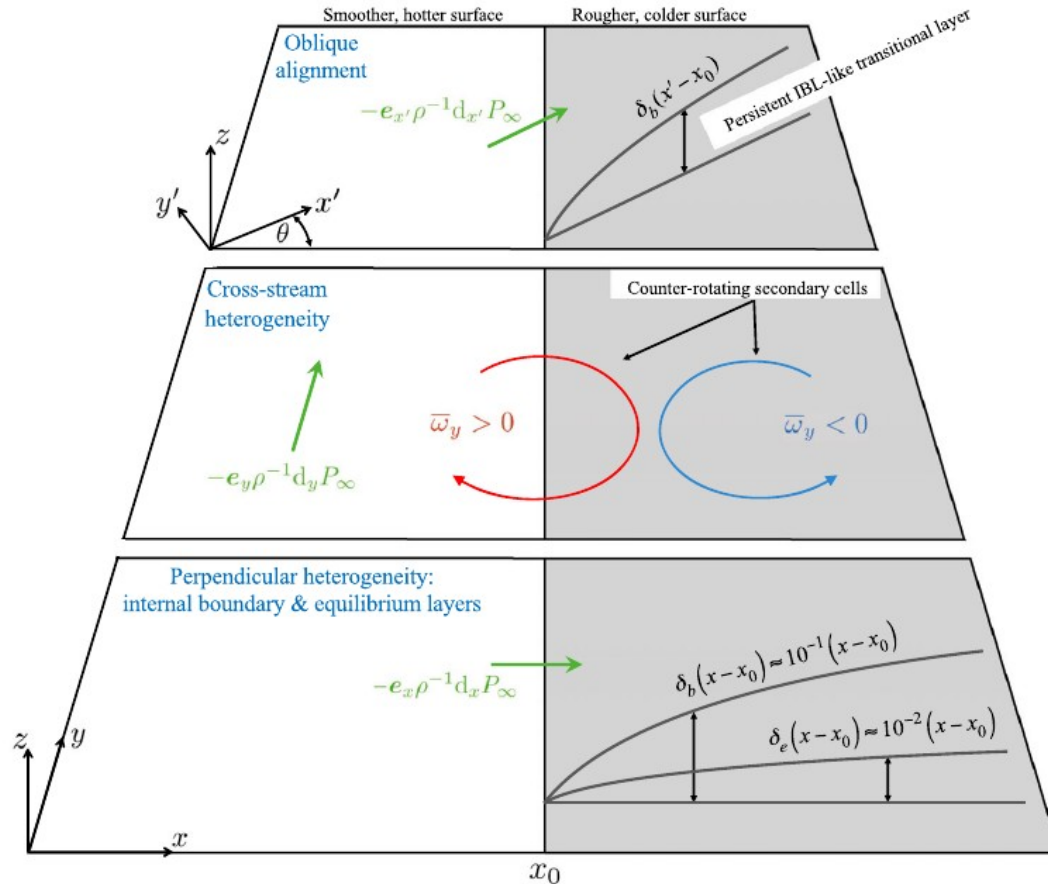 Smoother, hotter surface
Rougher, colder surface
Oblique
alignment
−e_{x′}ρ^{−1}d_{x′}P_∞
δ_b(x′−x_0)
Persistent IBL-like transitional layer
z
y′
x′
θ
Cross-stream
heterogeneity
Counter-rotating secondary cells
ω̅_y > 0
ω̅_y < 0
−e_yρ^{−1}d_yP_∞
Perpendicular heterogeneity:
internal boundary & equilibrium layers
−e_xρ^{−1}d_xP_∞
δ_b(x−x_0)≈10^{−1}(x−x_0)
δ_e(x−x_0)≈10^{−2}(x−x_0)
z
y
x
x_0